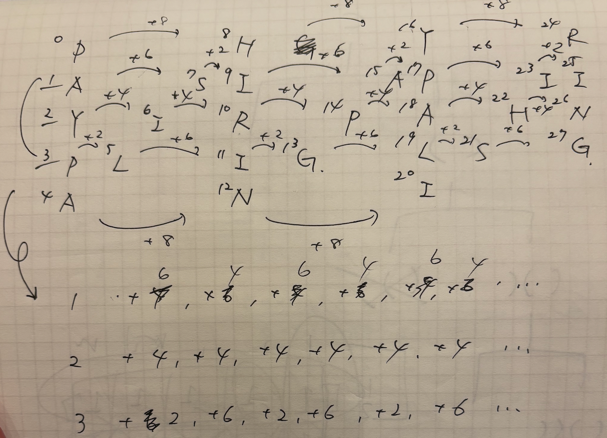 +8 +8 +8
0 P 8 H 16 Y 24 R
+6 +2 +6 +2 +6 +2
1 A 7 S 9 I 15 A 17 P 23 I 25 I
+4 +4 +4 +4 +4 +4
2 Y 6 I 10 R 14 P 18 A 22 H 26 N
+2 +6 +2 +6 +2 +6
3 P 5 L 11 I 13 G. 19 L 21 S 27 G.
4 A 12 N 20 I
+8 +8
6 4 6 4 6 4
1 + , + , + , + , + , + ......
2 +4, +4, +4, +4, +4, +4 ...
3 +2, +6, +2, +6, +2, +6 ...